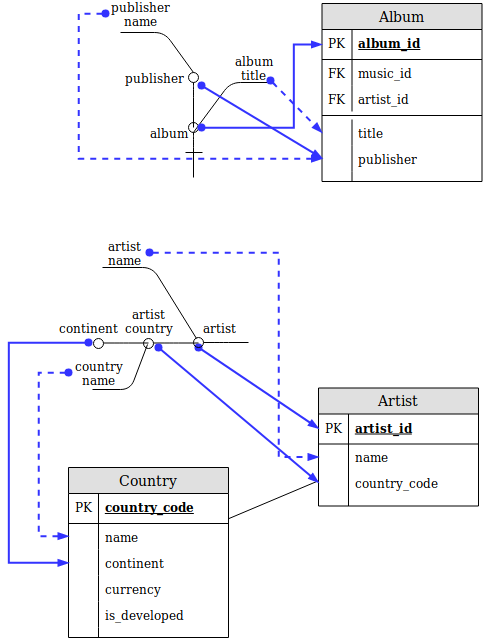 publisher
name
Album
PK album_id
album
title
publisher
FK music_id
FK artist_id
album
title
publisher
artist
name
artist
country
continent
artist
country
name
Artist
PK artist_id
name
country_code
Country
PK country_code
name
continent
currency
is_developed